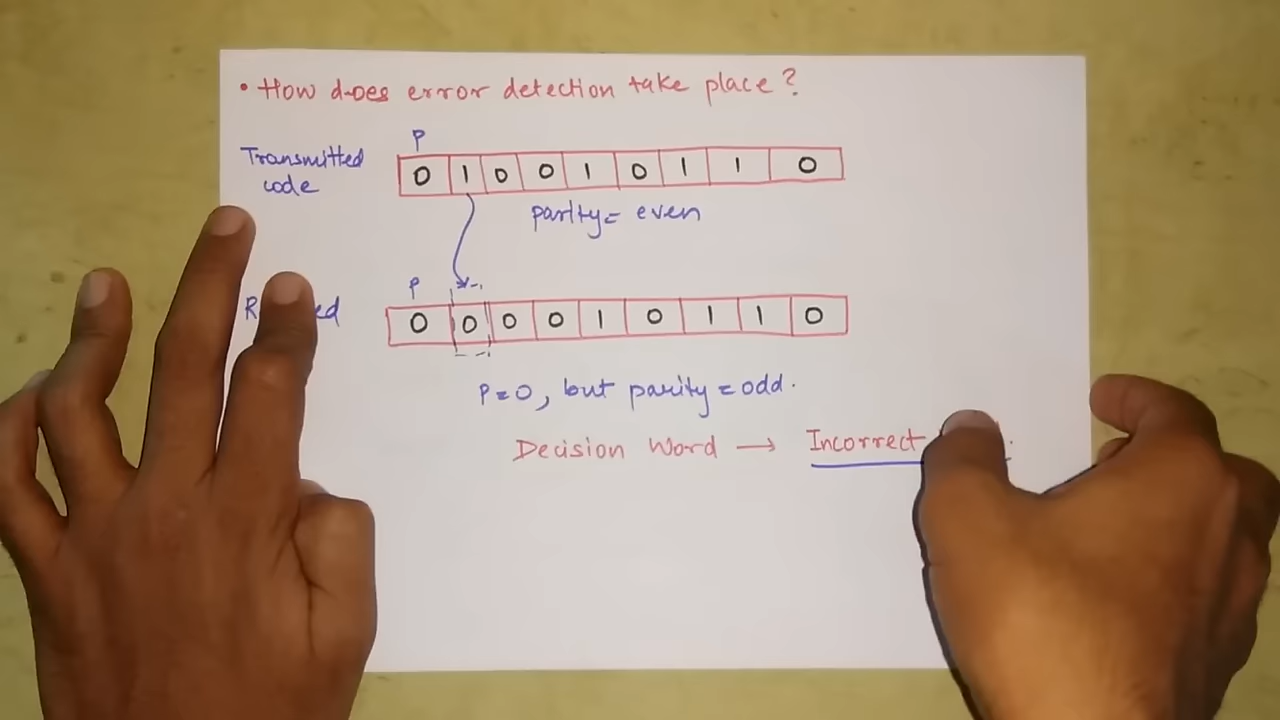 • How does error detection take place?
P
Transmitted code
0 1 0 0 1 0 1 1 0
parity = even
P
0 0 0 0 1 0 1 1 0
P = 0, but parity = odd.
Decision Word → Incorrect